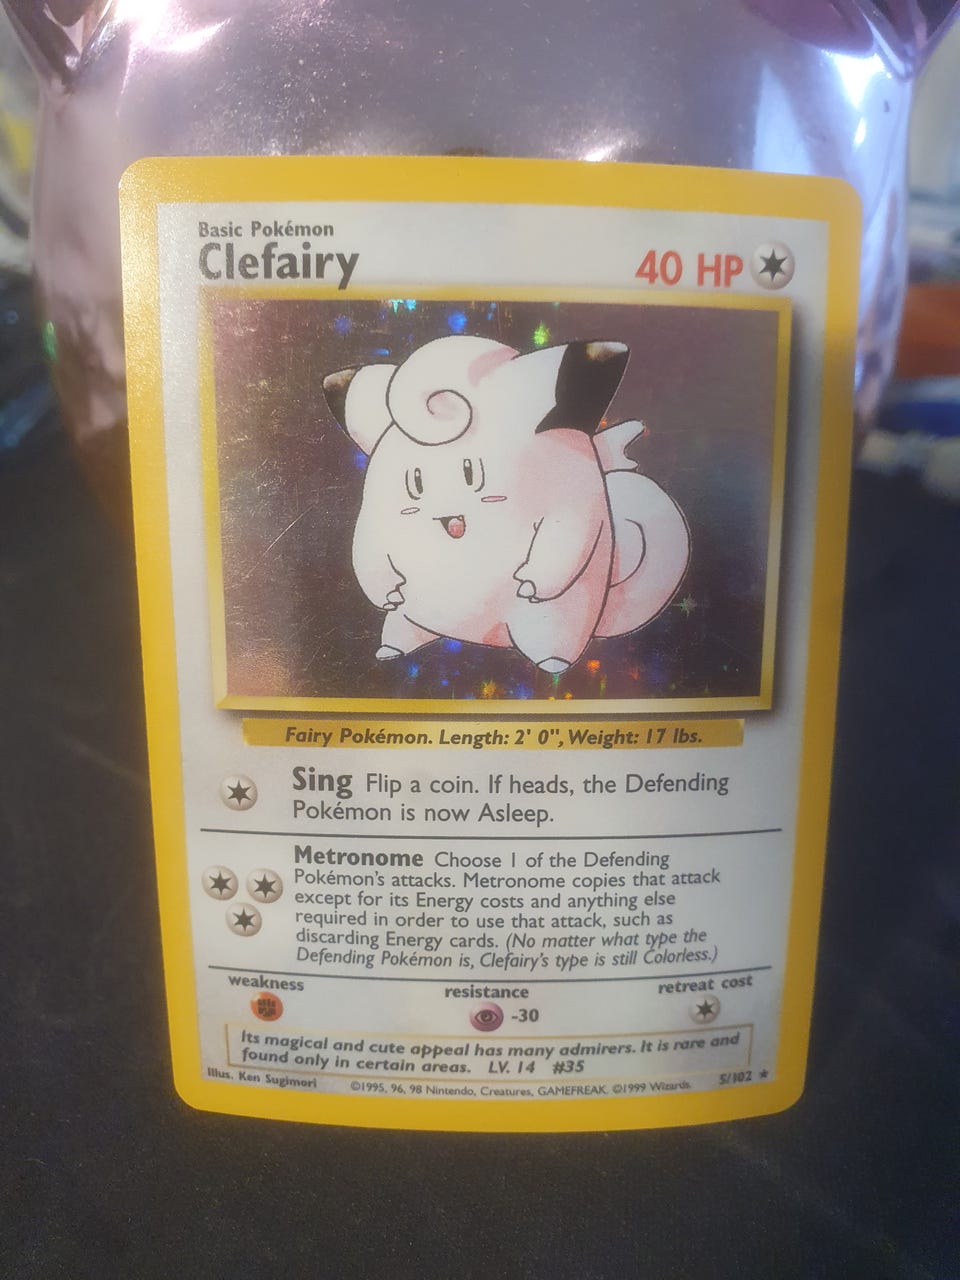 Basic Pokémon
Clefairy
40 HP
Fairy Pokémon. Length: 2' 0", Weight: 17 lbs.
Sing Flip a coin. If heads, the Defending
Pokémon is now Asleep.
Metronome Choose 1 of the Defending
Pokémon's attacks. Metronome copies that attack
except for its Energy costs and anything else
required in order to use that attack, such as
discarding Energy cards. (No matter what type the
Defending Pokémon is, Clefairy's type is still Colorless.)
weakness
resistance
retreat cost
-30
Its magical and cute appeal has many admirers. It is rare and
found only in certain areas. LV. 14 #35
Illus. Ken Sugimori
©1995, 96, 98 Nintendo, Creatures, GAMEFREAK. ©1999 Wizards.
5/102 ★